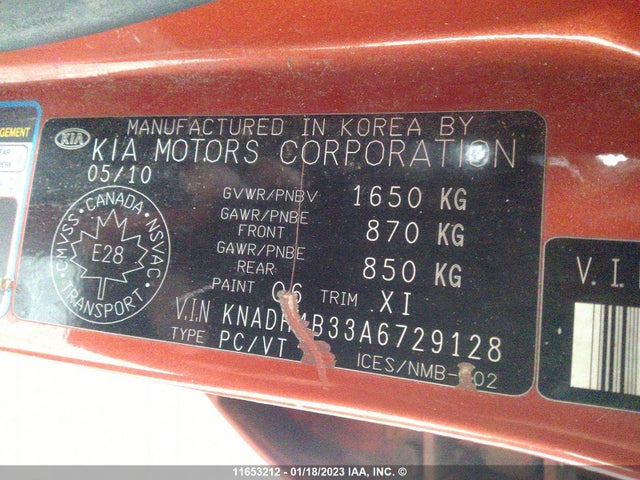 GEMENT
KIA
MANUFACTURED IN KOREA BY
KIA MOTORS CORPORATION
05/10
GVWR/PNBV 1650 KG
GAWR/PNBE
FRONT 870 KG
GAWR/PNBE
REAR 850 KG
CANADA
CMVSS NSVAC
E28
TRANSPORT
PAINT TRIM XI
V.I.N
TYPE PC/VT
ICES/NMB-
V.I.
11653212 - 01/18/2023 IAA, INC. ©